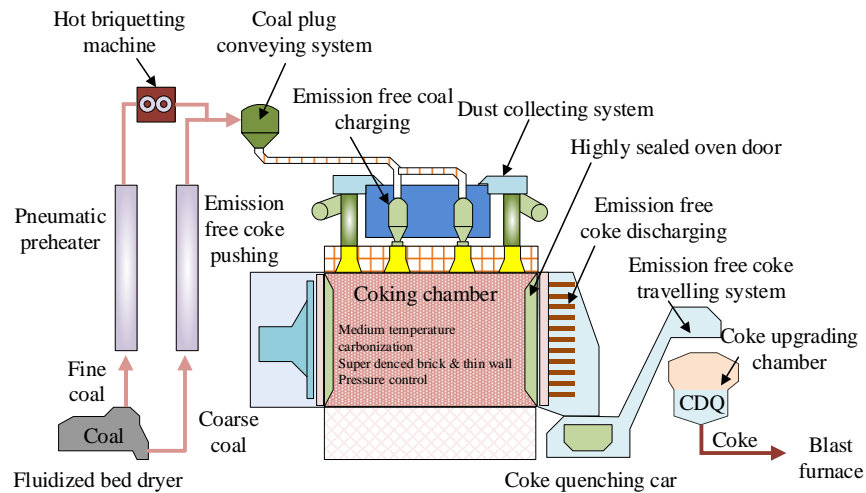 Hot briquetting
machine
Coal plug
conveying system
Emission free coal
charging
Dust collecting system
Highly sealed oven door
Pneumatic
preheater
Emission
free coke
pushing
Emission free
coke discharging
Emission free coke
travelling system
Coking chamber
Medium temperature
carbonization
Super denced brick & thin wall
Pressure control
Coke upgrading
chamber
CDQ
Fine
coal
Coal
Coarse
coal
Coke
Blast
furnace
Fluidized bed dryer
Coke quenching car